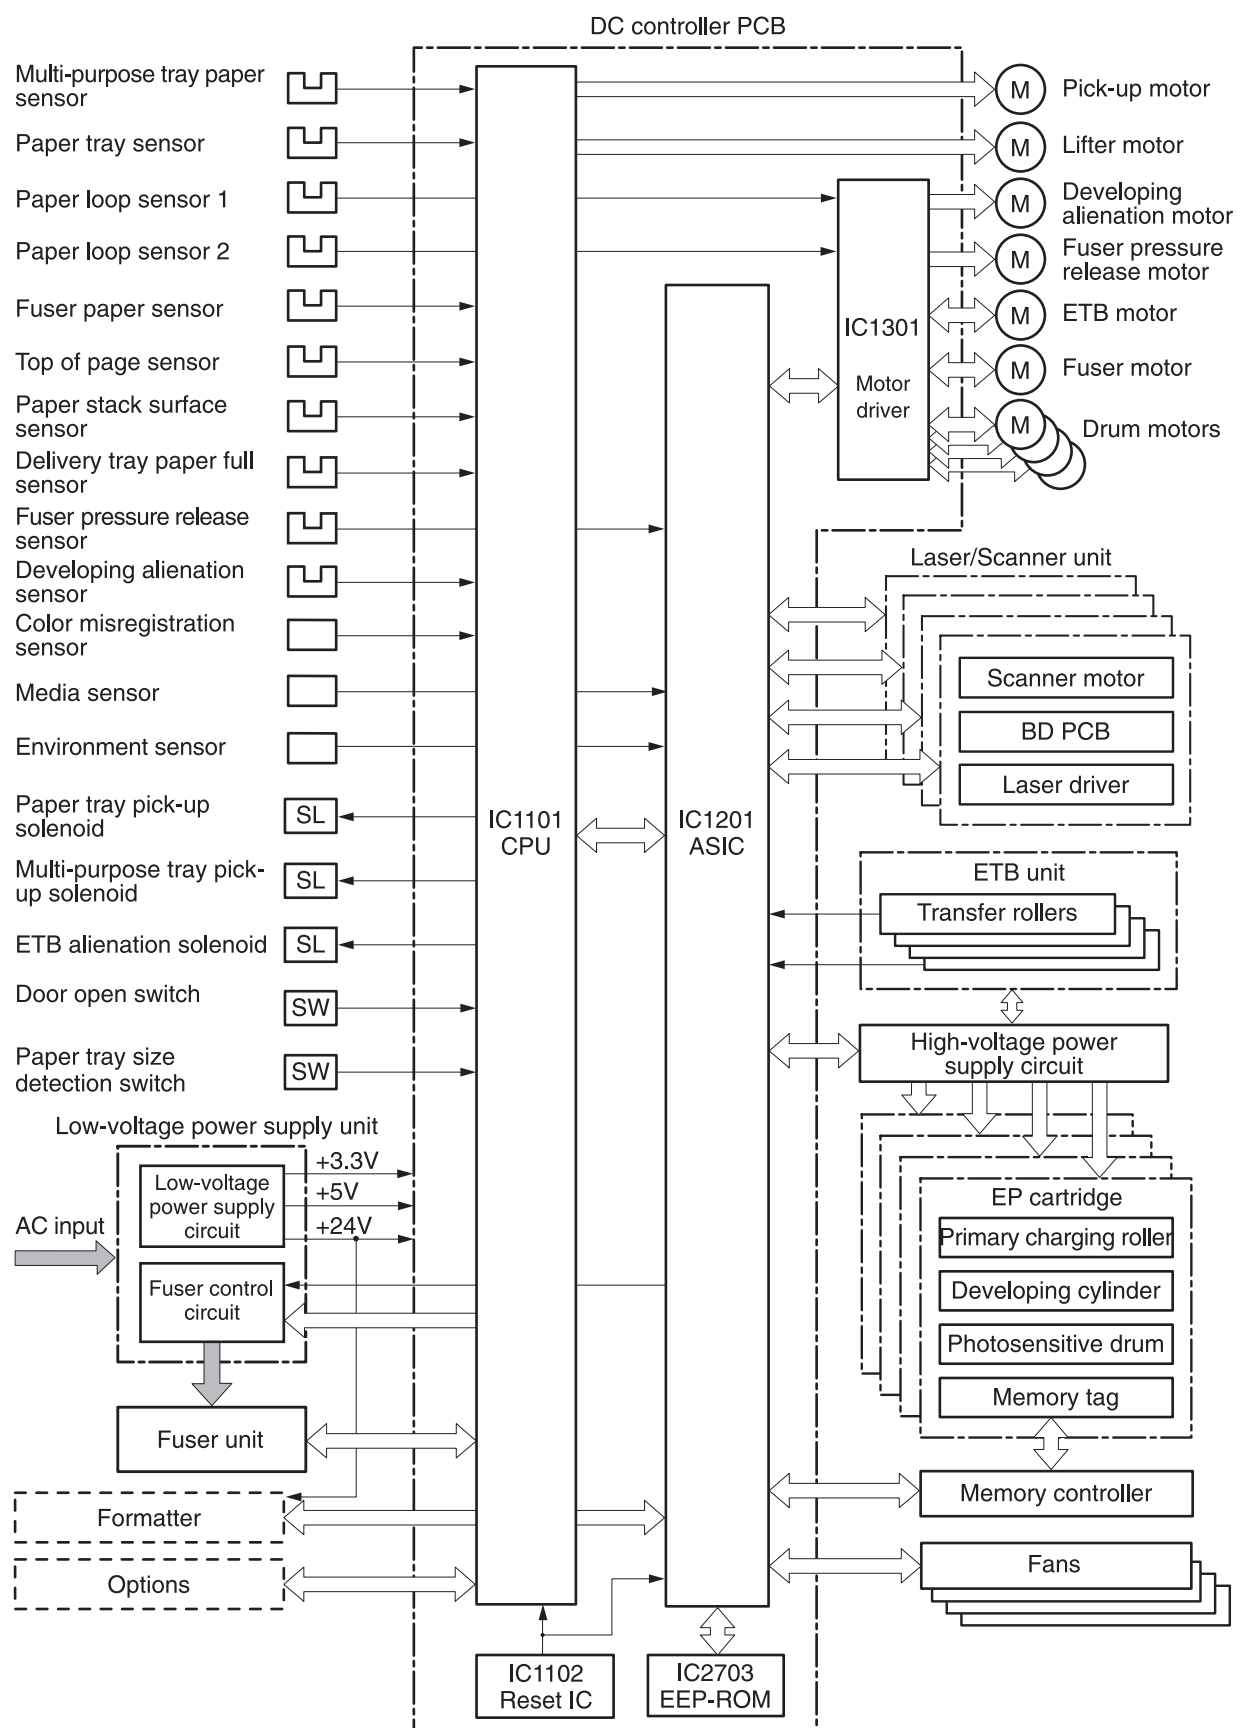 DC controller PCB
Multi-purpose tray paper
sensor
Paper tray sensor
Paper loop sensor 1
Paper loop sensor 2
Fuser paper sensor
Top of page sensor
Paper stack surface
sensor
Delivery tray paper full
sensor
Fuser pressure release
sensor
Developing alienation
sensor
Color misregistration
sensor
Media sensor
Environment sensor
Paper tray pick-up
solenoid
SL
Multi-purpose tray pick-
up solenoid
SL
ETB alienation solenoid
SL
Door open switch
SW
Paper tray size
detection switch
SW
Low-voltage power supply unit
Low-voltage
power supply
circuit
+3.3V
+5V
+24V
AC input
Fuser control
circuit
Fuser unit
Formatter
Options
IC1101
CPU
IC1201
ASIC
IC1102
Reset IC
IC2703
EEP-ROM
IC1301
Motor
driver
M
Pick-up motor
M
Lifter motor
M
Developing
alienation motor
M
Fuser pressure
release motor
M
ETB motor
M
Fuser motor
M
Drum motors
Laser/Scanner unit
Scanner motor
BD PCB
Laser driver
ETB unit
Transfer rollers
High-voltage power
supply circuit
EP cartridge
Primary charging roller
Developing cylinder
Photosensitive drum
Memory tag
Memory controller
Fans